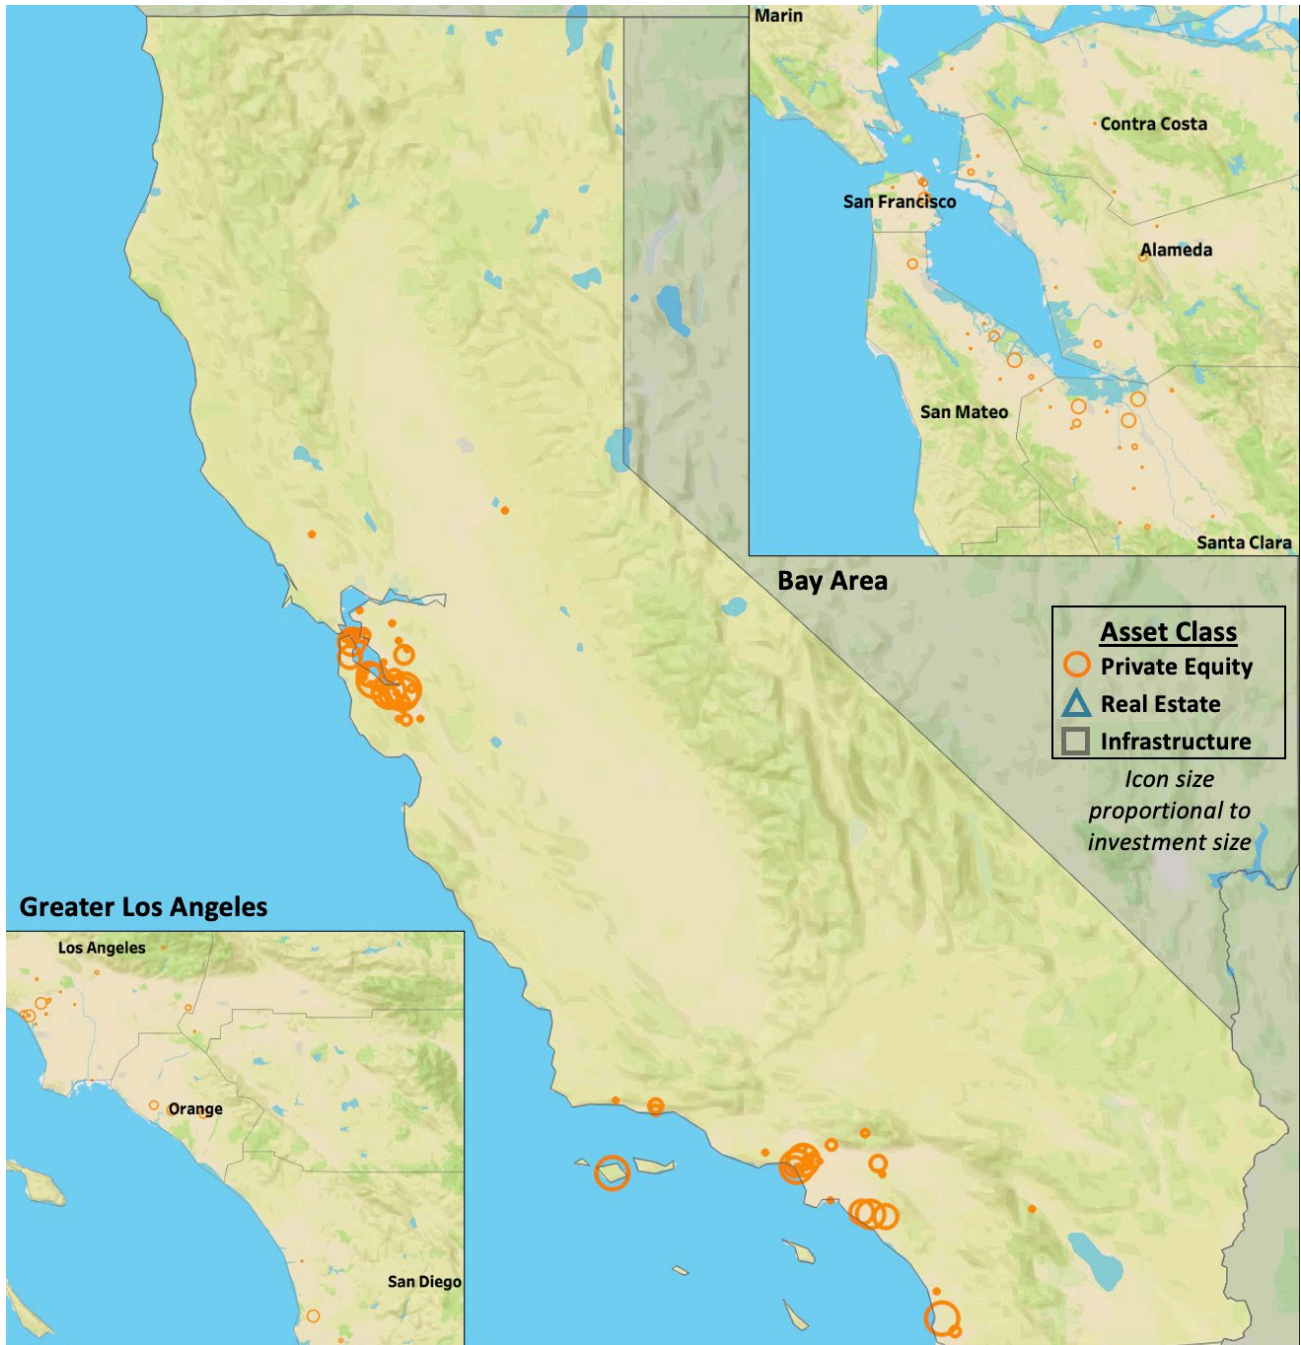 Marin
Contra Costa
San Francisco
Alameda
San Mateo
Santa Clara
Bay Area
Asset Class
Private Equity
Real Estate
Infrastructure
Icon size
proportional to
investment size
Greater Los Angeles
Los Angeles
Orange
San Diego